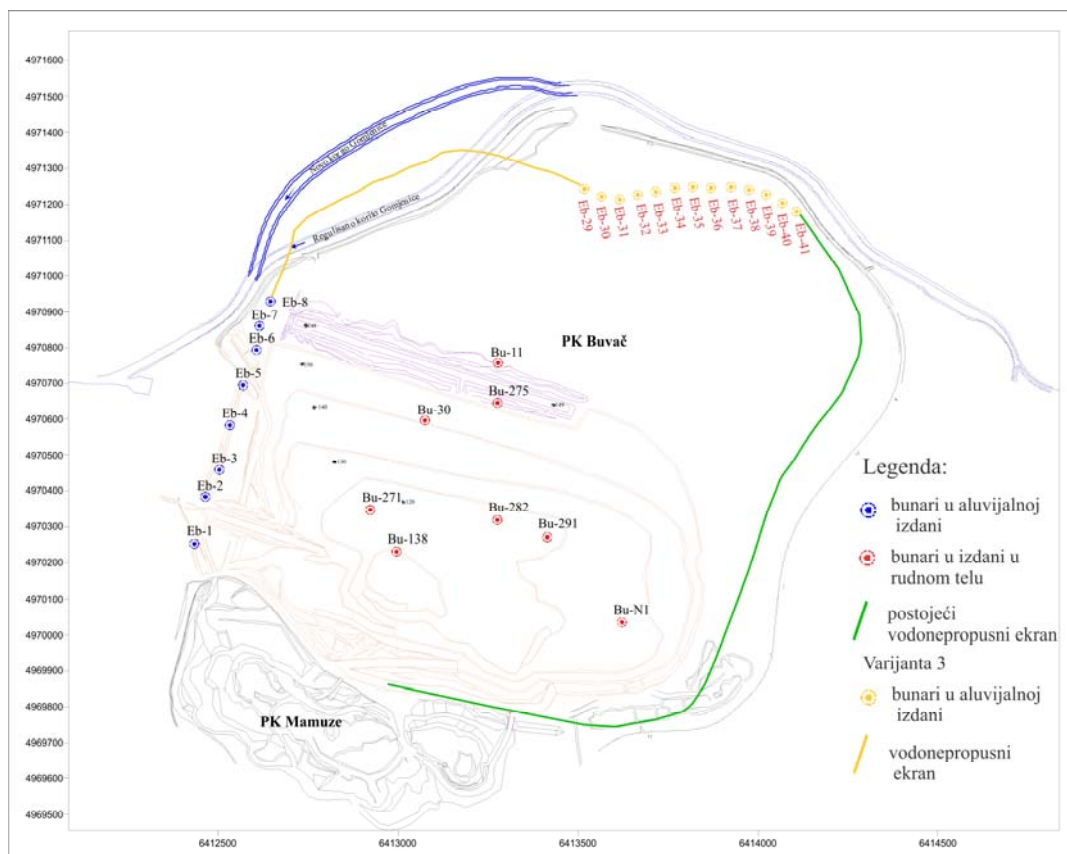 4971600
4971500
4971400
4971300
4971200
4971100
4971000
4970900
4970800
4970700
4970600
4970500
4970400
4970300
4970200
4970100
4970000
4969900
4969800
4969700
4969600
4969500
6412500
6413000
6413500
6414000
6414500
Regulisano korito Gomjenice
Eb-29
Eb-30
Eb-31
Eb-32
Eb-33
Eb-34
Eb-35
Eb-36
Eb-37
Eb-38
Eb-39
Eb-40
Eb-41
Eb-8
Eb-7
Eb-6
Eb-5
Eb-4
Eb-3
Eb-2
Eb-1
PK Buvač
Bu-11
Bu-275
Bu-30
Bu-271
Bu-282
Bu-291
Bu-138
Bu-N1
PK Mamuze
Legenda:
bunari u aluvijalnoj
izdani
bunari u izdani u
rudnom telu
postojeći
vodonepropusni ekran
Varijanta 3
bunari u aluvijalnoj
izdani
vodonepropusni
ekran